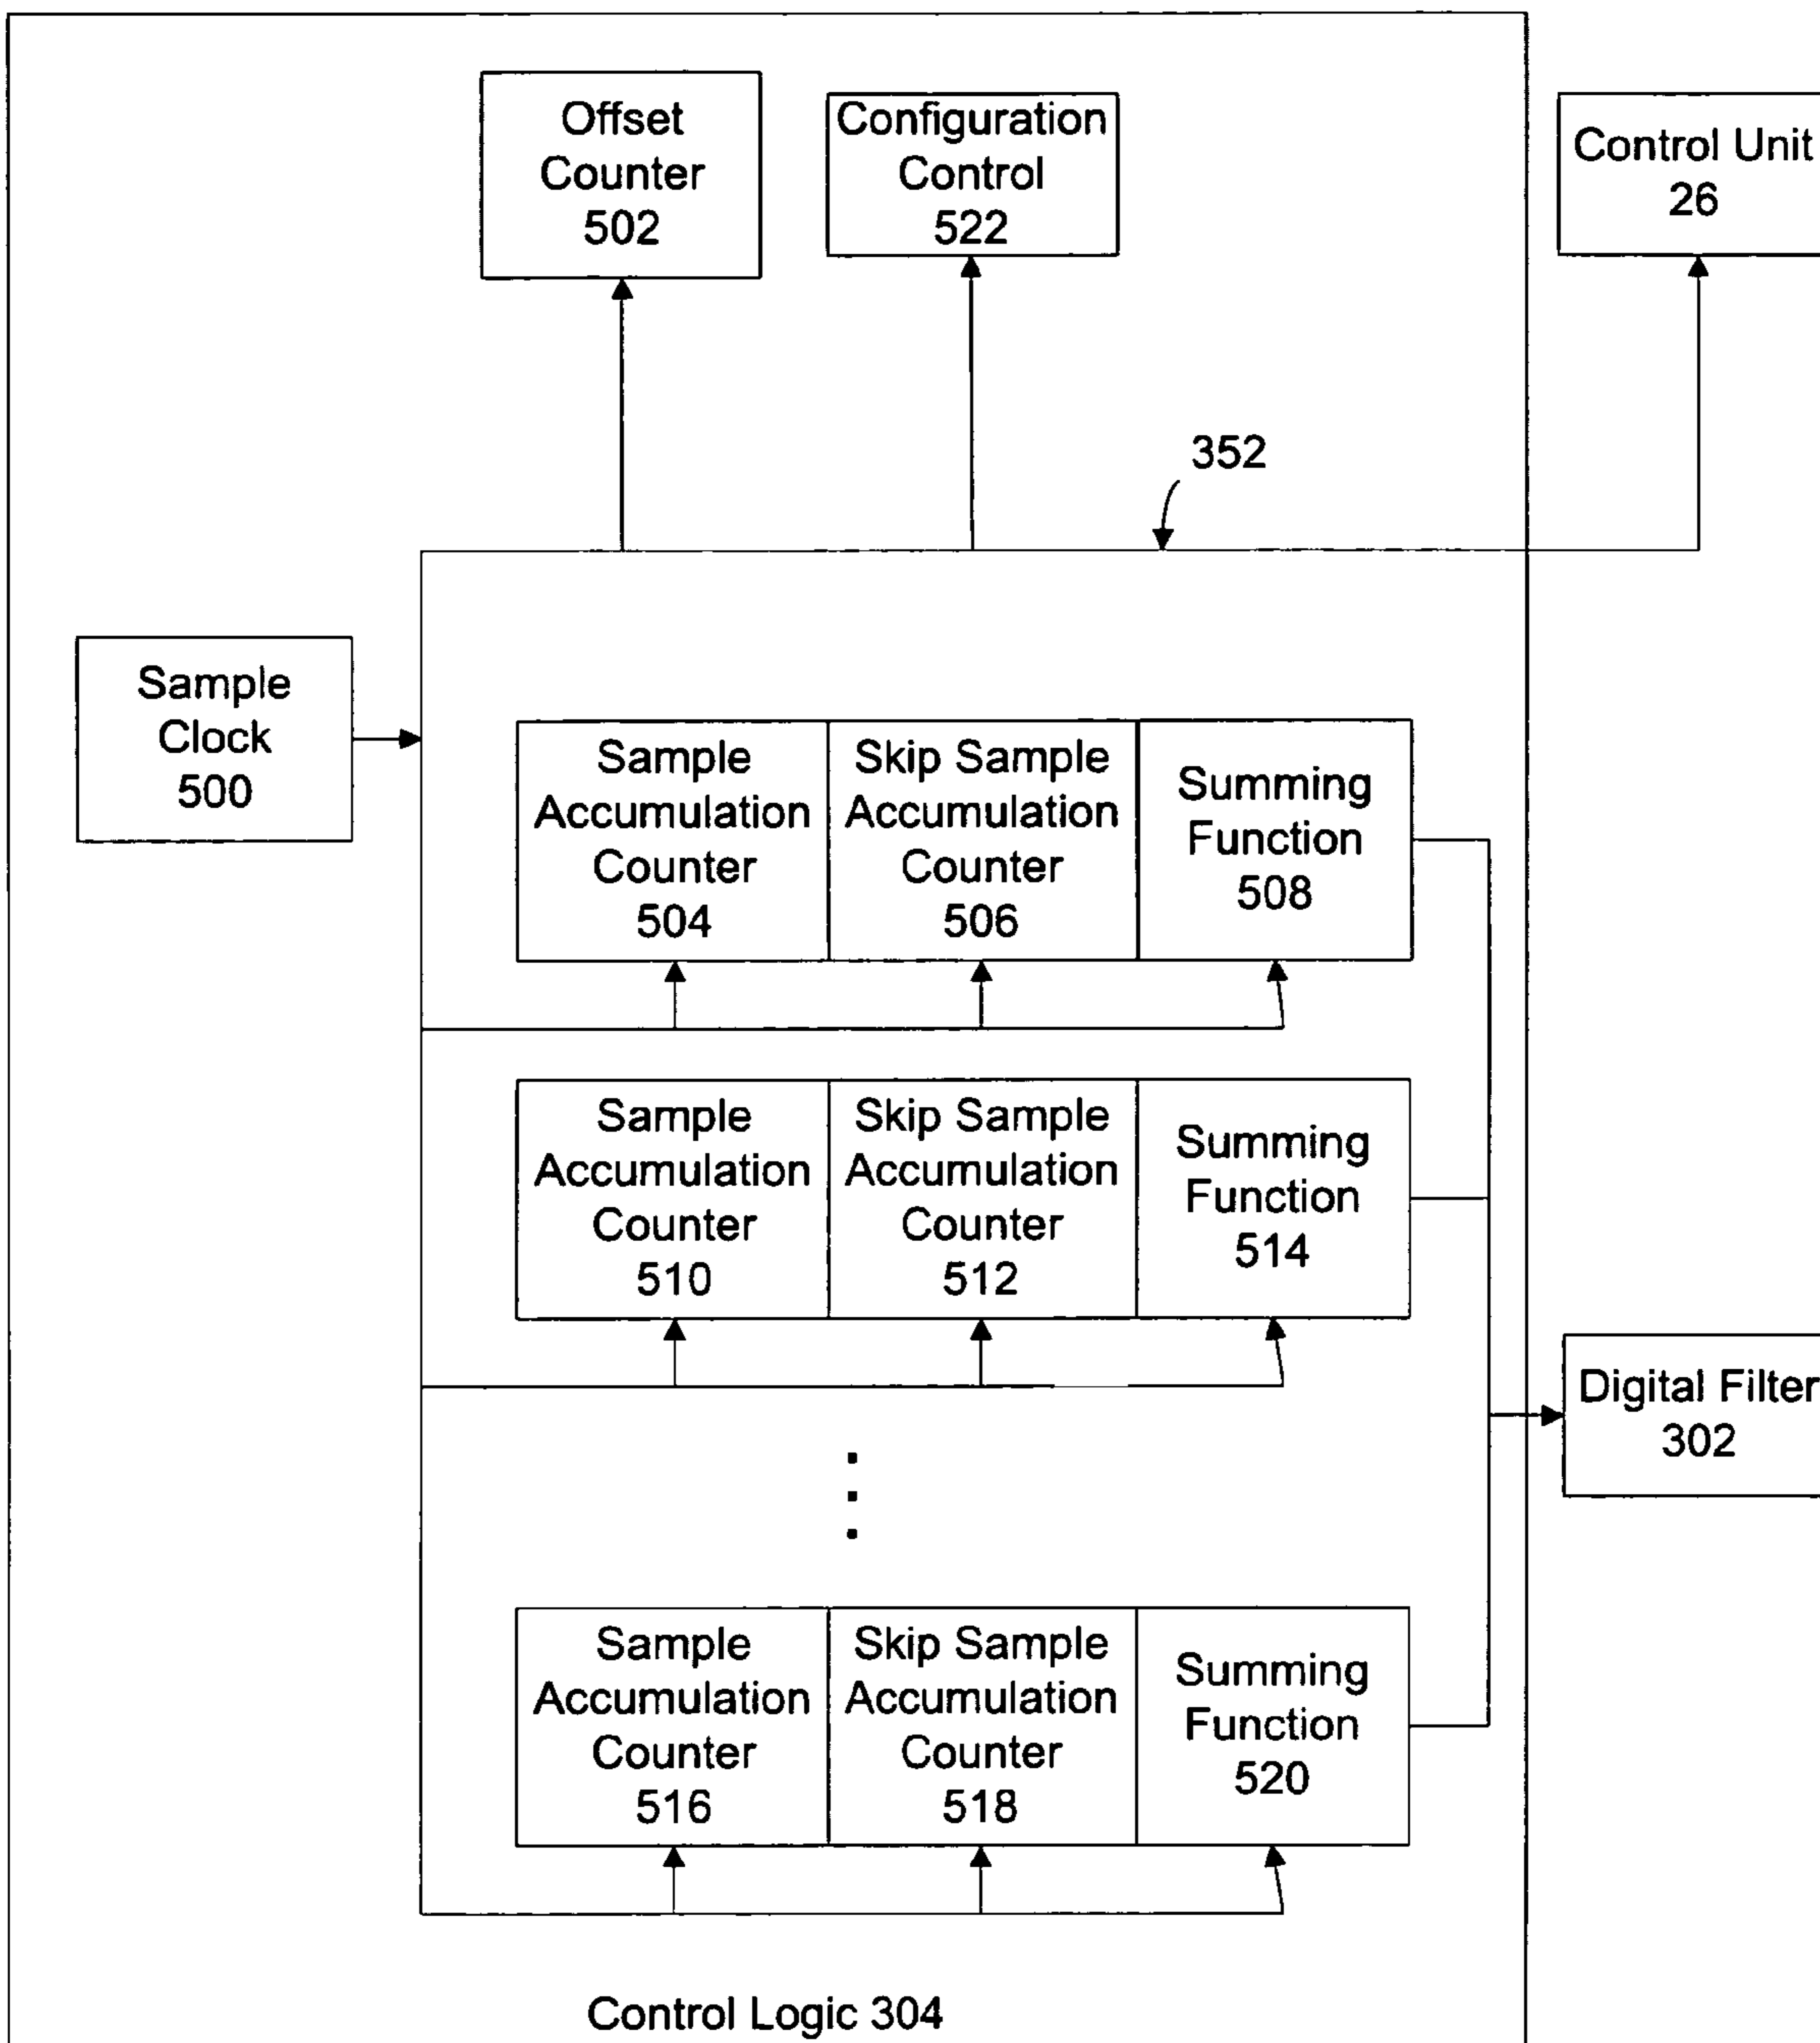 Offset
Counter
502
Configuration
Control
522
Control Unit
26
352
Sample
Clock
500
Sample
Accumulation
Counter
504
Skip Sample
Accumulation
Counter
506
Summing
Function
508
Sample
Accumulation
Counter
510
Skip Sample
Accumulation
Counter
512
Summing
Function
514
Digital Filter
302
Sample
Accumulation
Counter
516
Skip Sample
Accumulation
Counter
518
Summing
Function
520
Control Logic 304